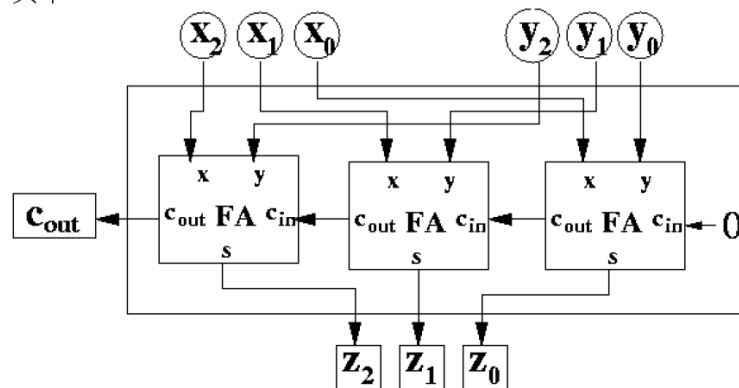 x2 x1 x0 y2 y1 y0
x y x y x y
cout FA cin cout FA cin cout FA cin 0
cout
s s s
z2 z1 z0